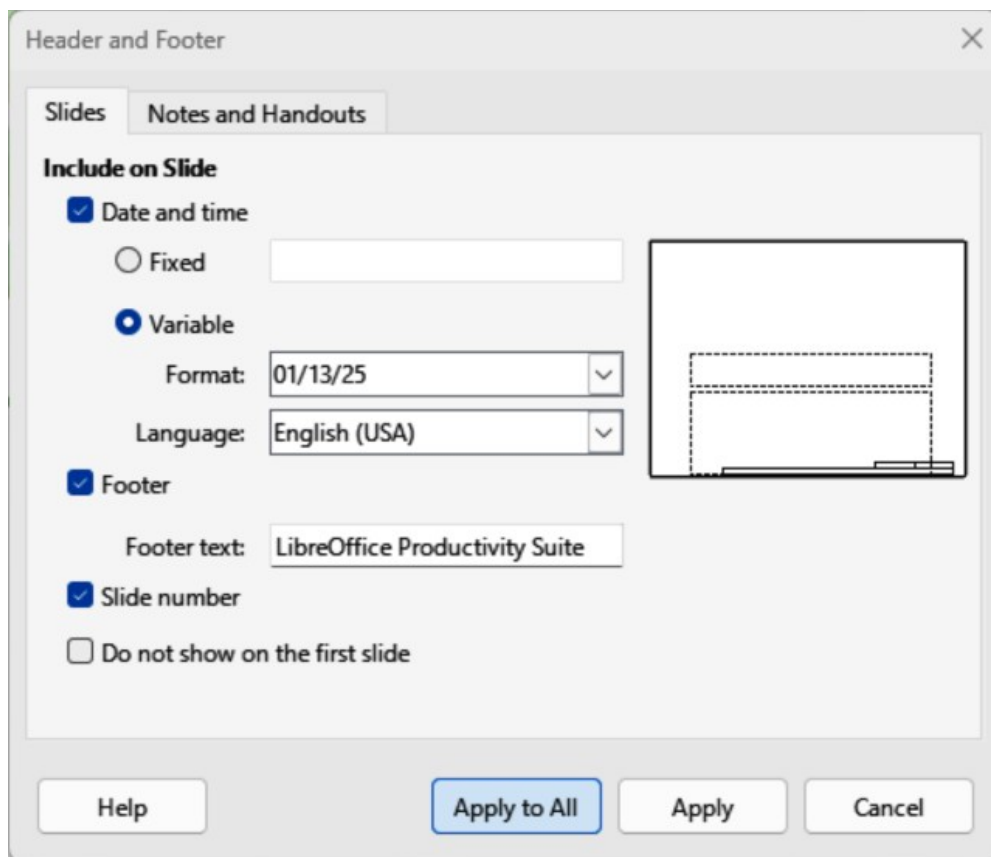 Header and Footer
Slides Notes and Handouts
Include on Slide
Date and time
Fixed
Variable
Format: 01/13/25
Language: English (USA)
Footer
Footer text: LibreOffice Productivity Suite
Slide number
Do not show on the first slide
Help Apply to All Apply Cancel